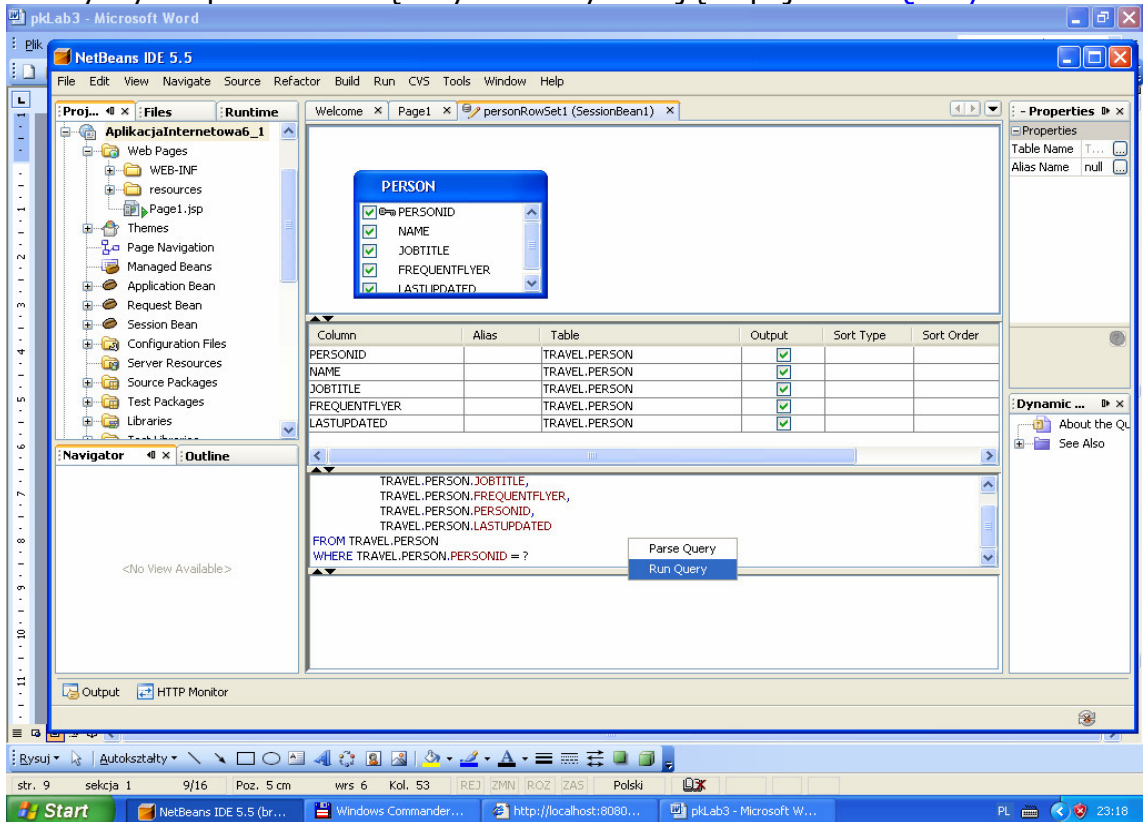 pkLab3 - Microsoft Word
Plik
NetBeans IDE 5.5
File Edit View Navigate Source Refactor Build Run CVS Tools Window Help
Proj... Files Runtime
Welcome Page1 personRowSet1 (SessionBean1)
- Properties
AplikacjaInternetowa6_1
Web Pages
WEB-INF
resources
Page1.jsp
Themes
Page Navigation
Managed Beans
Application Bean
Request Bean
Session Bean
Configuration Files
Server Resources
Source Packages
Test Packages
Libraries
Test Libraries
PERSON
PERSONID
NAME
JOBTITLE
FREQUENTFLYER
LASTUPDATED
Properties
Table Name T... ...
Alias Name null ...
Column Alias Table Output Sort Type Sort Order
PERSONID TRAVEL.PERSON
NAME TRAVEL.PERSON
JOBTITLE TRAVEL.PERSON
FREQUENTFLYER TRAVEL.PERSON
LASTUPDATED TRAVEL.PERSON
Dynamic ...
About the Qu
See Also
Navigator Outline
<No View Available>
TRAVEL.PERSON.JOBTITLE,
TRAVEL.PERSON.FREQUENTFLYER,
TRAVEL.PERSON.PERSONID,
TRAVEL.PERSON.LASTUPDATED
FROM TRAVEL.PERSON
WHERE TRAVEL.PERSON.PERSONID = ?
Parse Query
Run Query
Output HTTP Monitor
Rysuj Autokształty
str. 9 sekcja 1 9/16 Poz. 5 cm wrs 6 Kol. 53 REJ ZMN ROZ ZAS Polski
Start NetBeans IDE 5.5 (br... Windows Commander... http://localhost:8080... pkLab3 - Microsoft W... PL 23:18